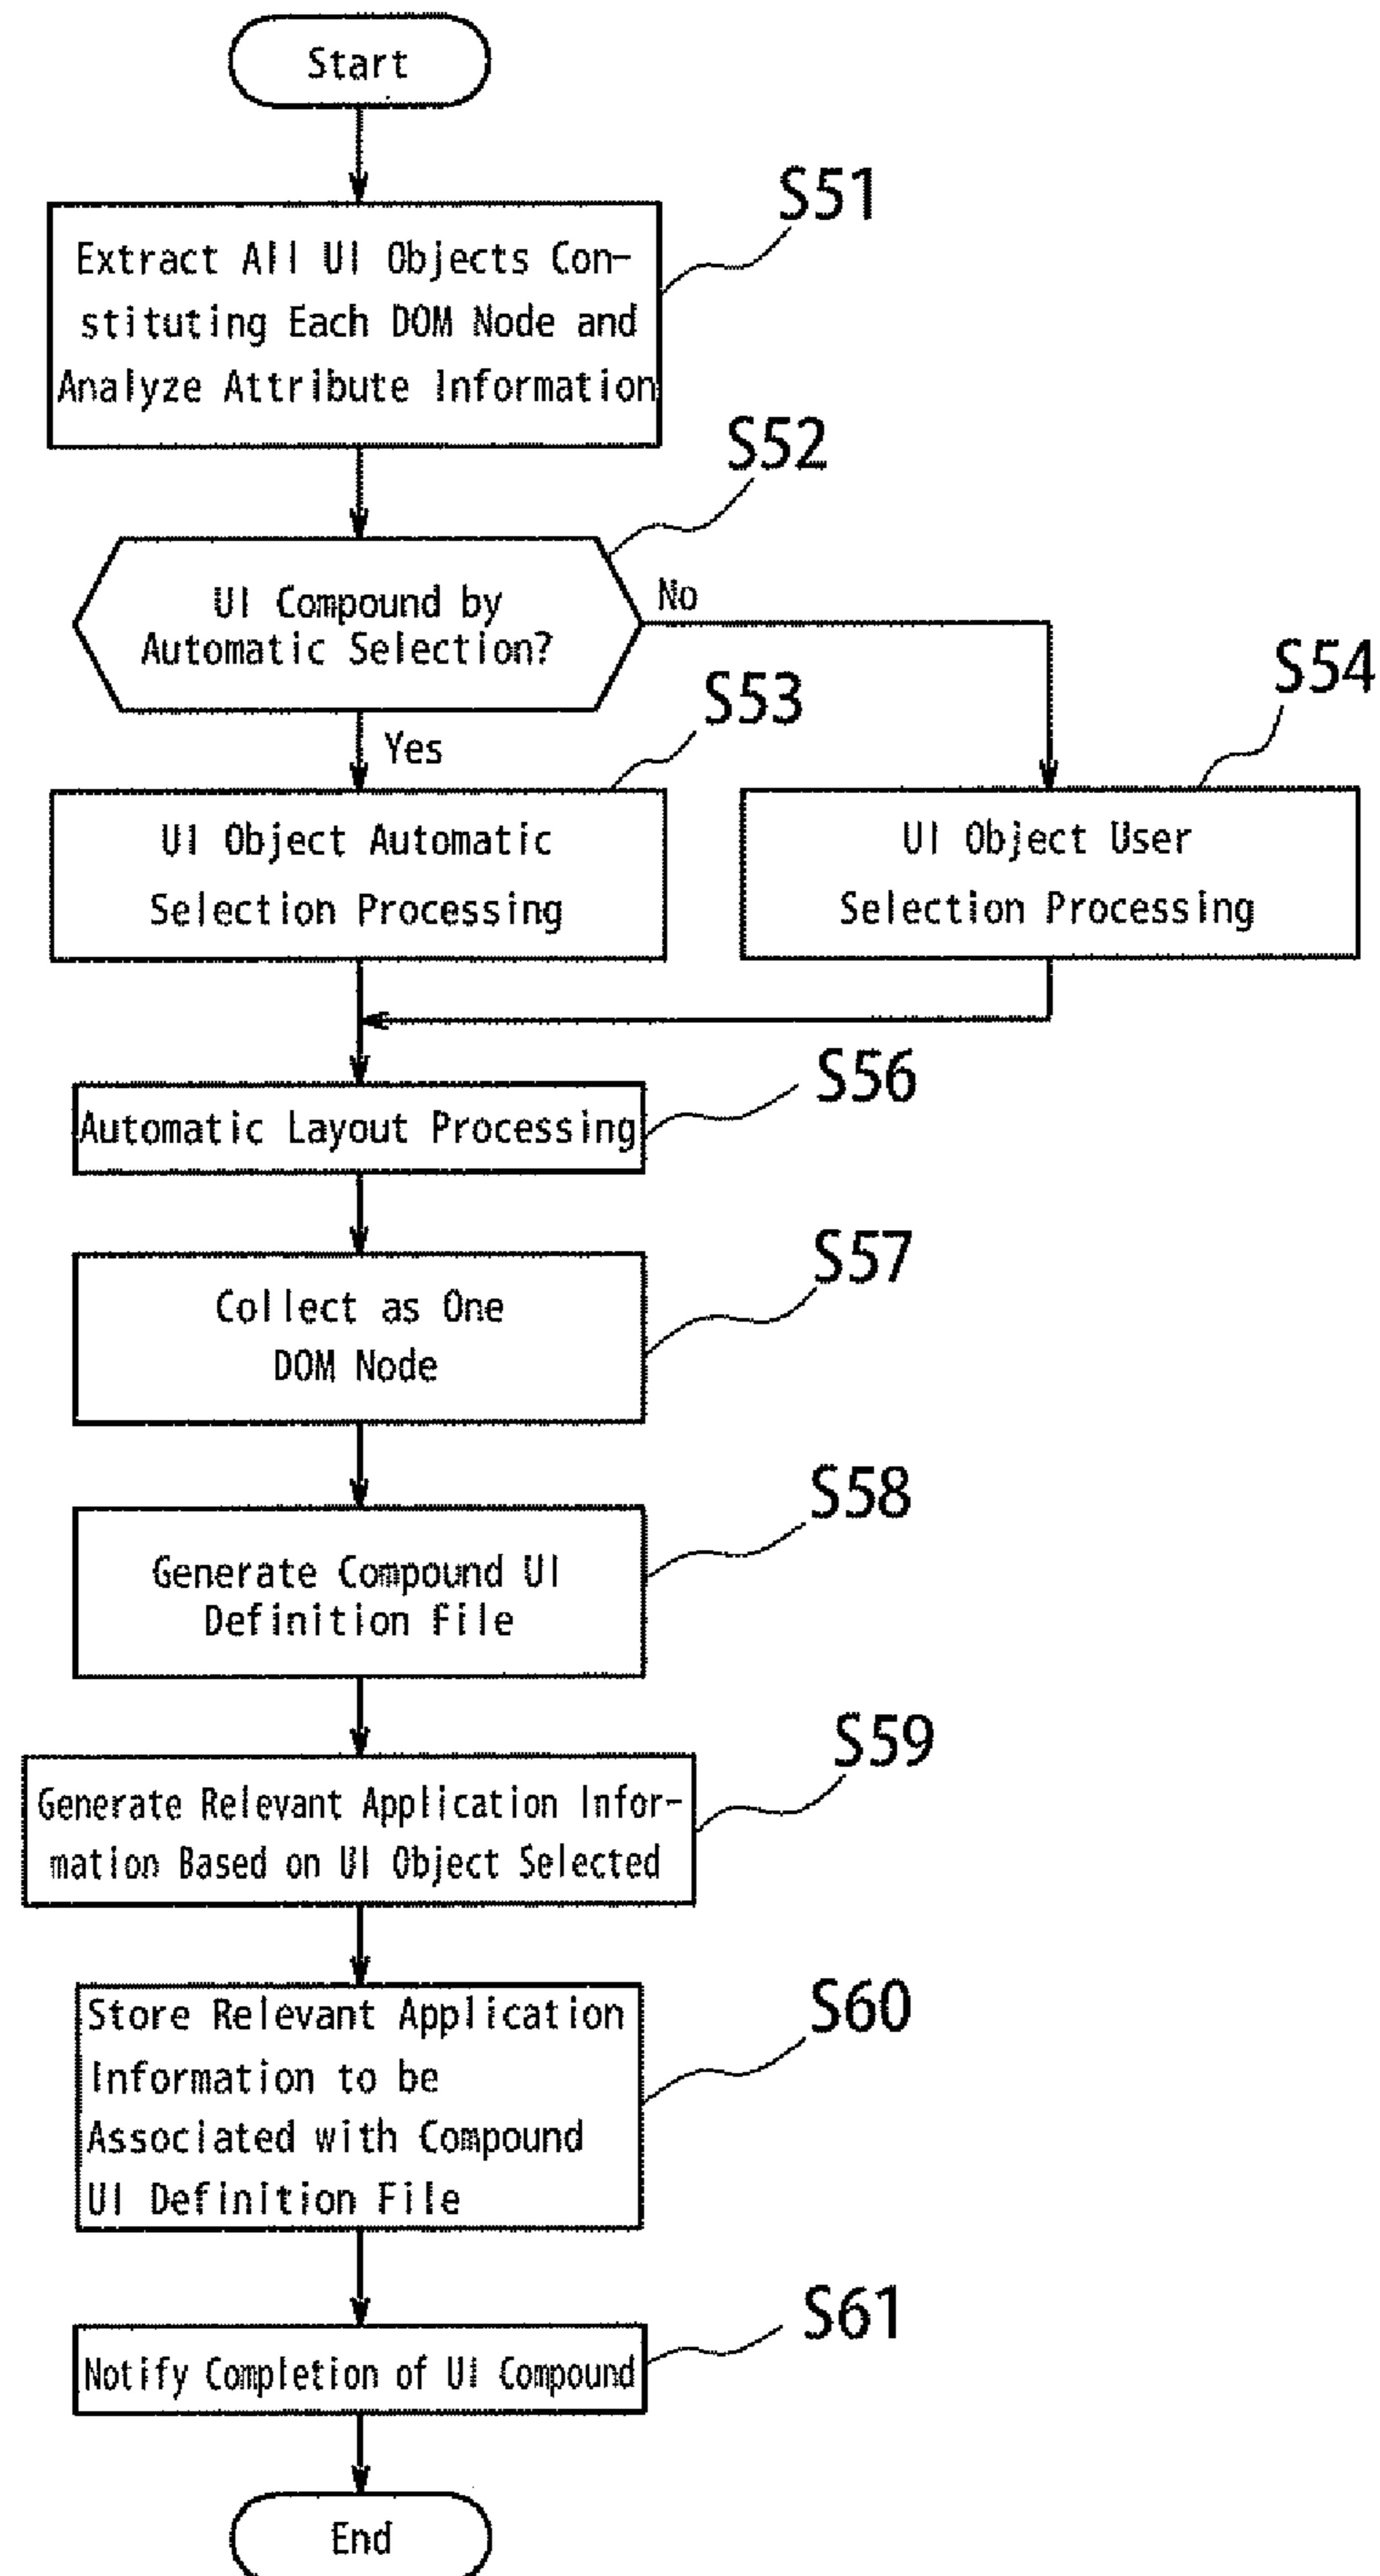 Start
S51
Extract All UI Objects Con-
stituting Each DOM Node and
Analyze Attribute Information
S52
UI Compound by
Automatic Selection?
No
Yes
S53
S54
UI Object Automatic
Selection Processing
UI Object User
Selection Processing
S56
Automatic Layout Processing
S57
Collect as One
DOM Node
S58
Generate Compound UI
Definition File
S59
Generate Relevant Application Infor-
mation Based on UI Object Selected
S60
Store Relevant Application
Information to be
Associated with Compound
UI Definition File
S61
Notify Completion of UI Compound
End